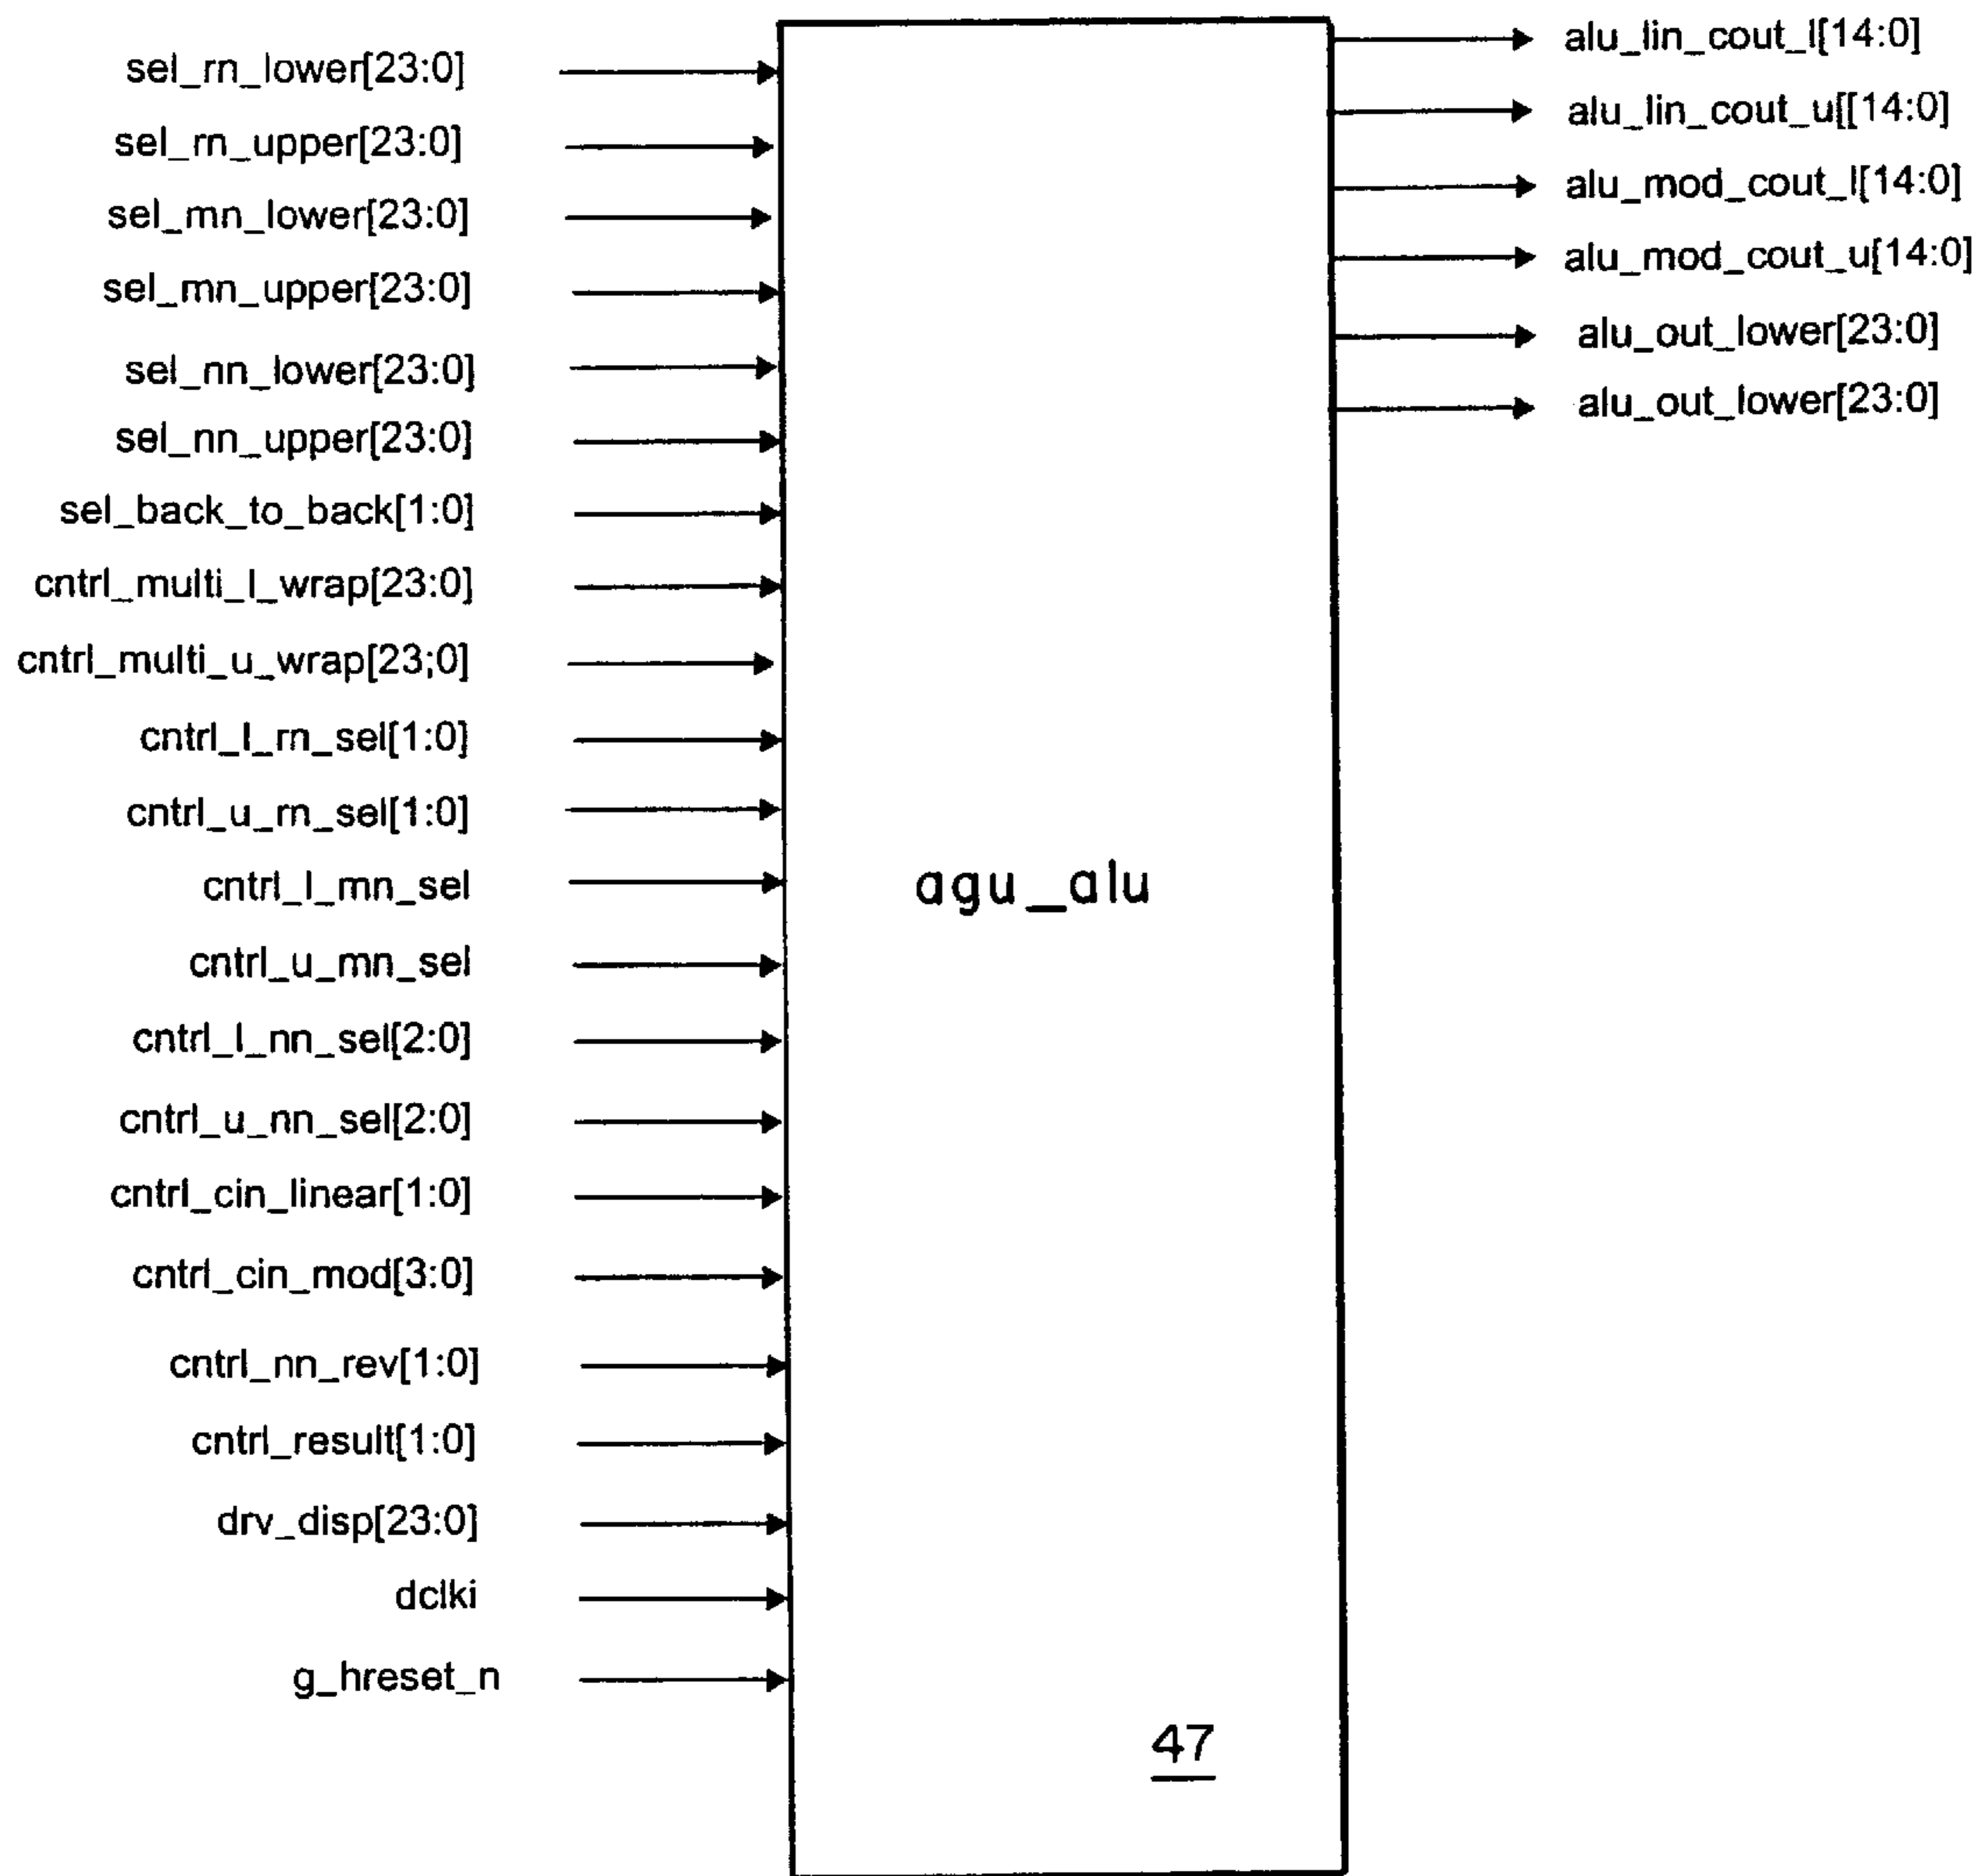 sel_rn_lower[23:0]
sel_rn_upper[23:0]
sel_mn_lower[23:0]
sel_mn_upper[23:0]
sel_nn_lower[23:0]
sel_nn_upper[23:0]
sel_back_to_back[1:0]
cntrl_multi_l_wrap[23:0]
cntrl_multi_u_wrap[23;0]
cntrl_l_rn_sel[1:0]
cntrl_u_rn_sel[1:0]
cntrl_l_mn_sel
cntrl_u_mn_sel
cntrl_l_nn_sel[2:0]
cntrl_u_nn_sel[2:0]
cntrl_cin_linear[1:0]
cntrl_cin_mod[3:0]
cntrl_nn_rev[1:0]
cntrl_result[1:0]
drv_disp[23:0]
dclki
g_hreset_n
agu_alu
47
alu_lin_cout_l[14:0]
alu_lin_cout_u[[14:0]
alu_mod_cout_l[14:0]
alu_mod_cout_u[14:0]
alu_out_lower[23:0]
alu_out_lower[23:0]